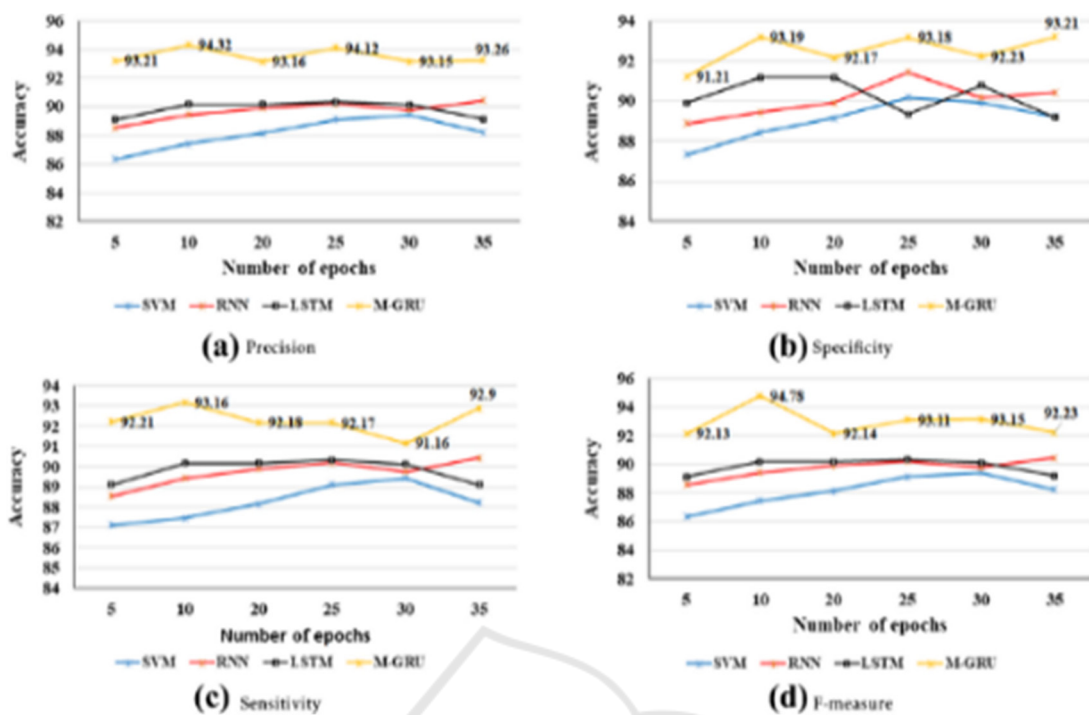 96
94
92
90
88
86
84
82
Accuracy
93.21
94.32
93.16
94.12
93.15
93.26
5 10 20 25 30 35
Number of epochs
SVM RNN LSTM M-GRU
(a) Precision
94
92
90
88
86
84
Accuracy
91.21
93.19
92.17
93.18
92.23
93.21
5 10 20 25 30 35
Number of epochs
SVM RNN LSTM M-GRU
(b) Specificity
94
93
92
91
90
89
88
87
86
85
84
Accuracy
92.21
93.16
92.18
92.17
91.16
92.9
5 10 20 25 30 35
Number of epochs
SVM RNN LSTM M-GRU
(c) Sensitivity
96
94
92
90
88
86
84
82
Accuracy
92.13
94.78
92.14
93.11
93.15
92.23
5 10 20 25 30 35
Number of epochs
SVM RNN LSTM M-GRU
(d) F-measure